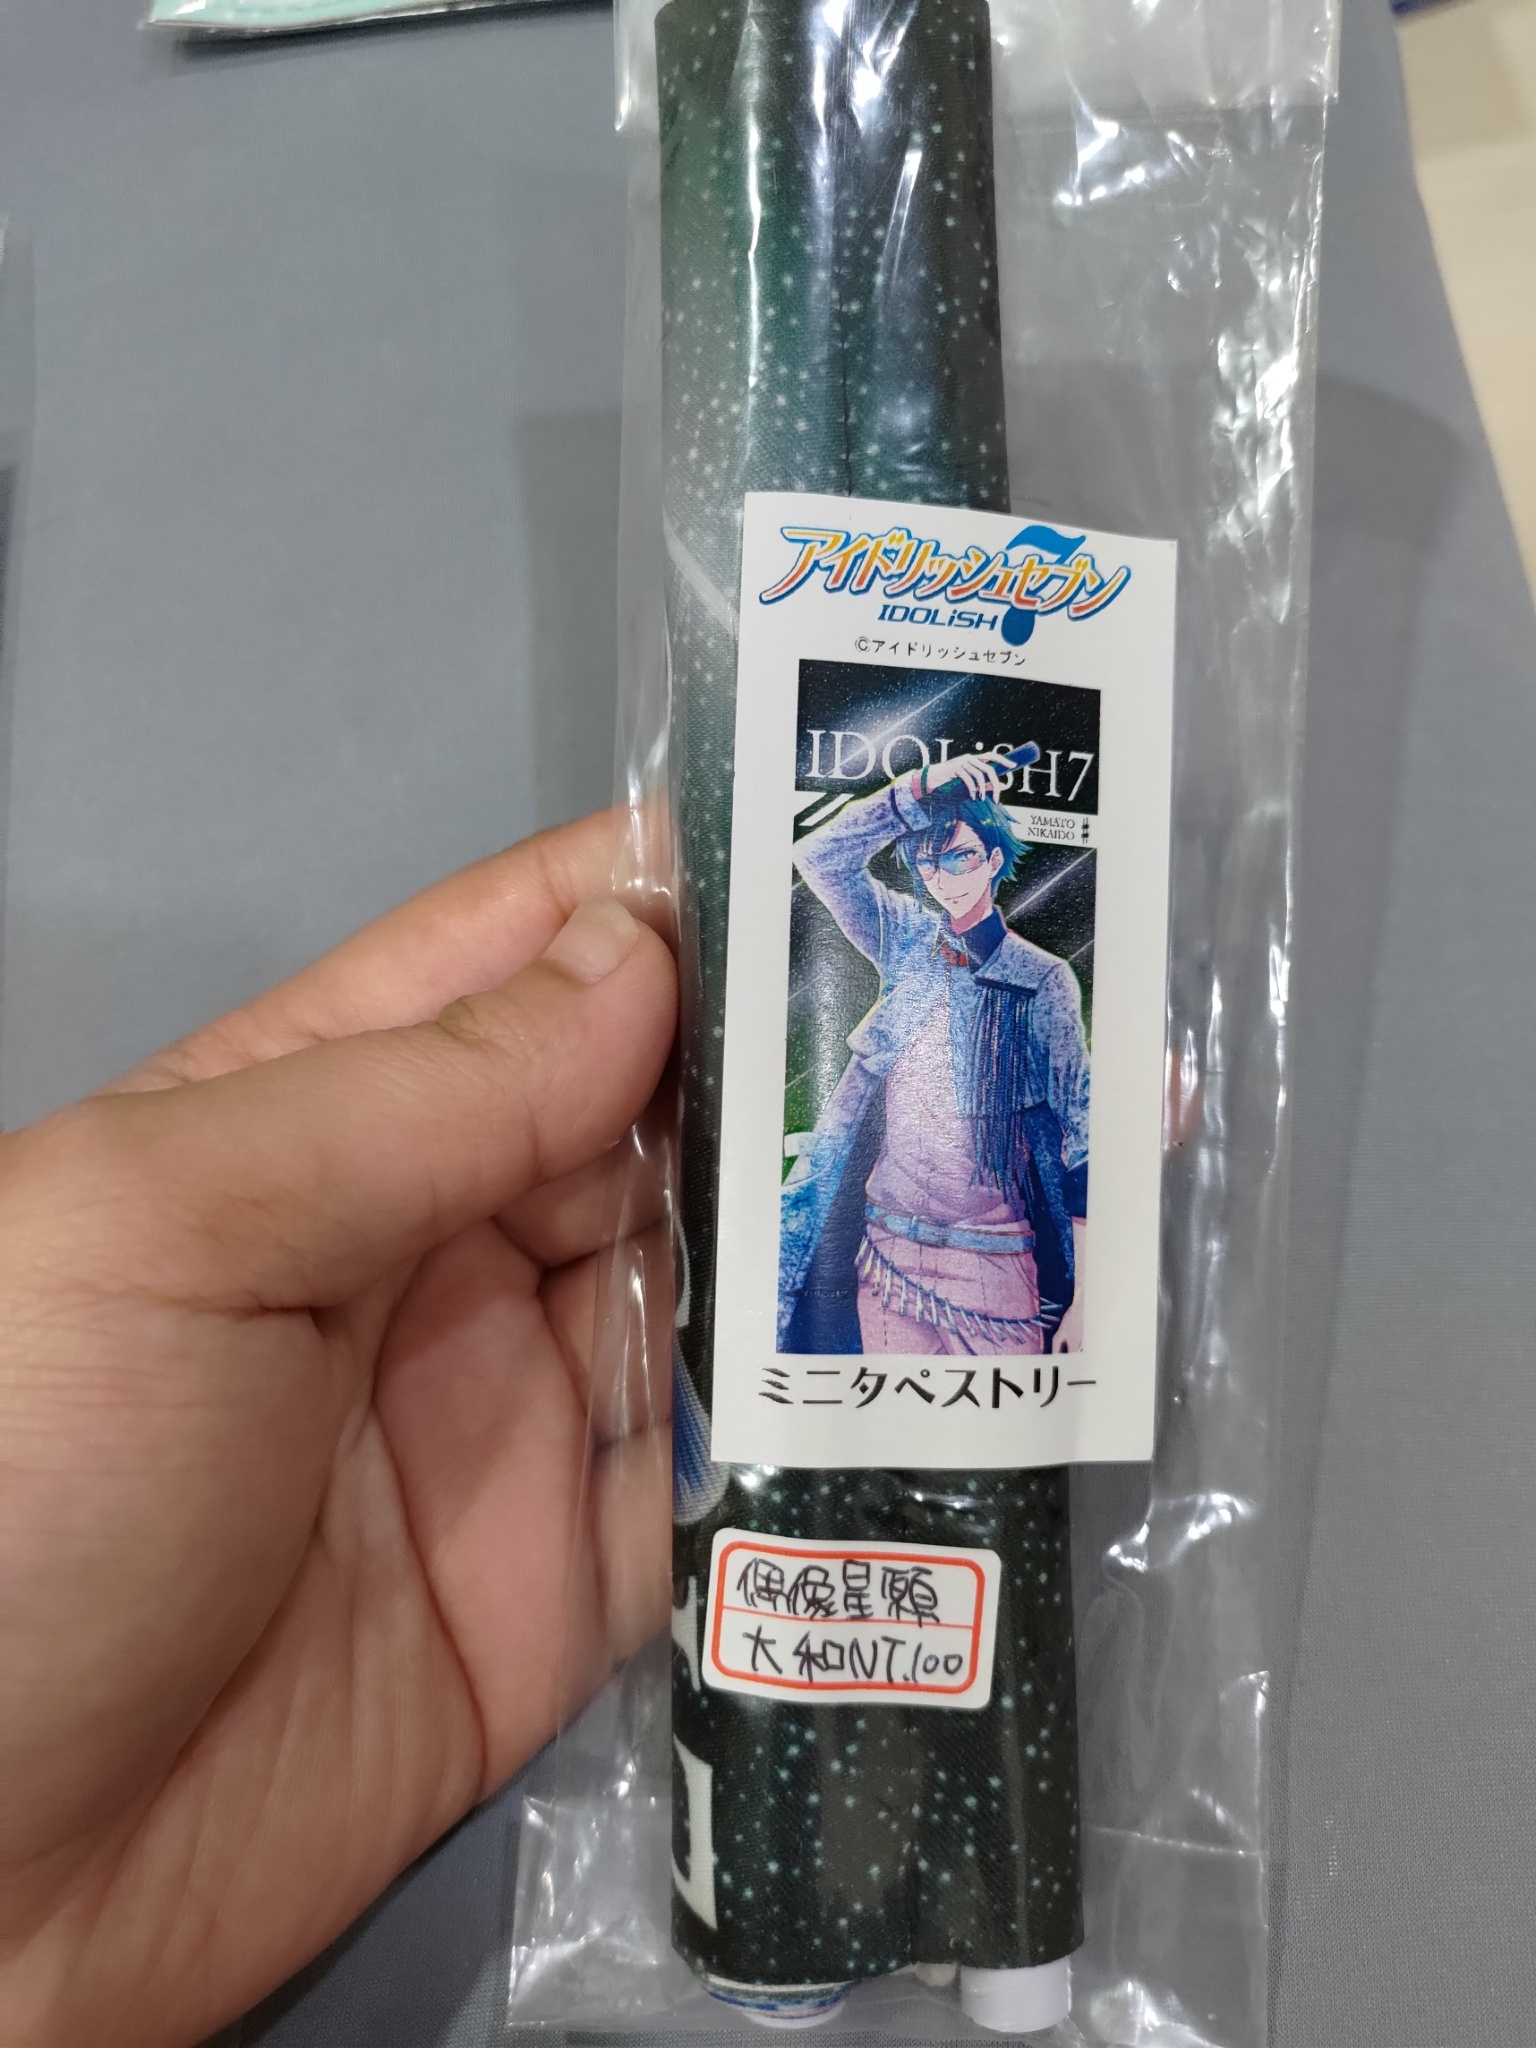 アイドリッシュセブン
IDOLiSH7
©アイドリッシュセブン
IDOLiSH7
YAMATO
NIKAIDO
ミニタペストリー
偶像星願
大和NT.100